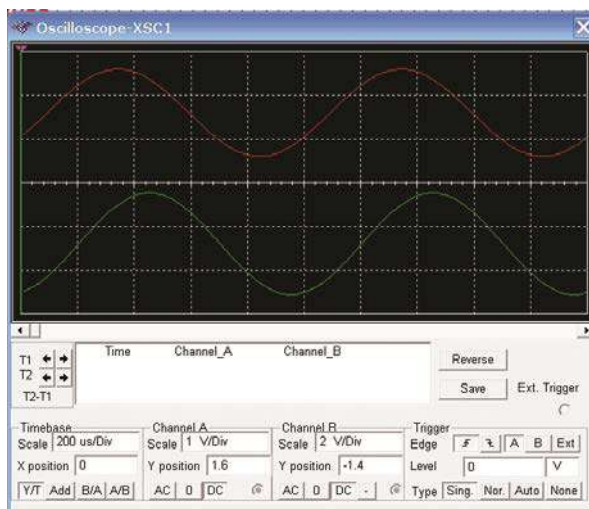 Oscilloscope-XSC1
Time Channel_A Channel_B
T1
T2
T2-T1
Reverse
Save
Ext. Trigger
Timebase
Scale 200 us/Div
X position 0
Y/T Add B/A A/B
Channel A
Scale 1 V/Div
Y position 1.6
AC 0 DC
Channel B
Scale 2 V/Div
Y position -1.4
AC 0 DC -
Trigger
Edge A B Ext
Level 0 V
Type Sing. Nor. Auto None